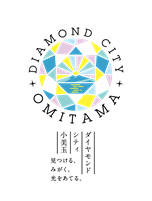 DIAMOND CITY
OMITAMA
ダイヤモンド
シティ
小美玉
見つける。
みがく。
光をあてる。